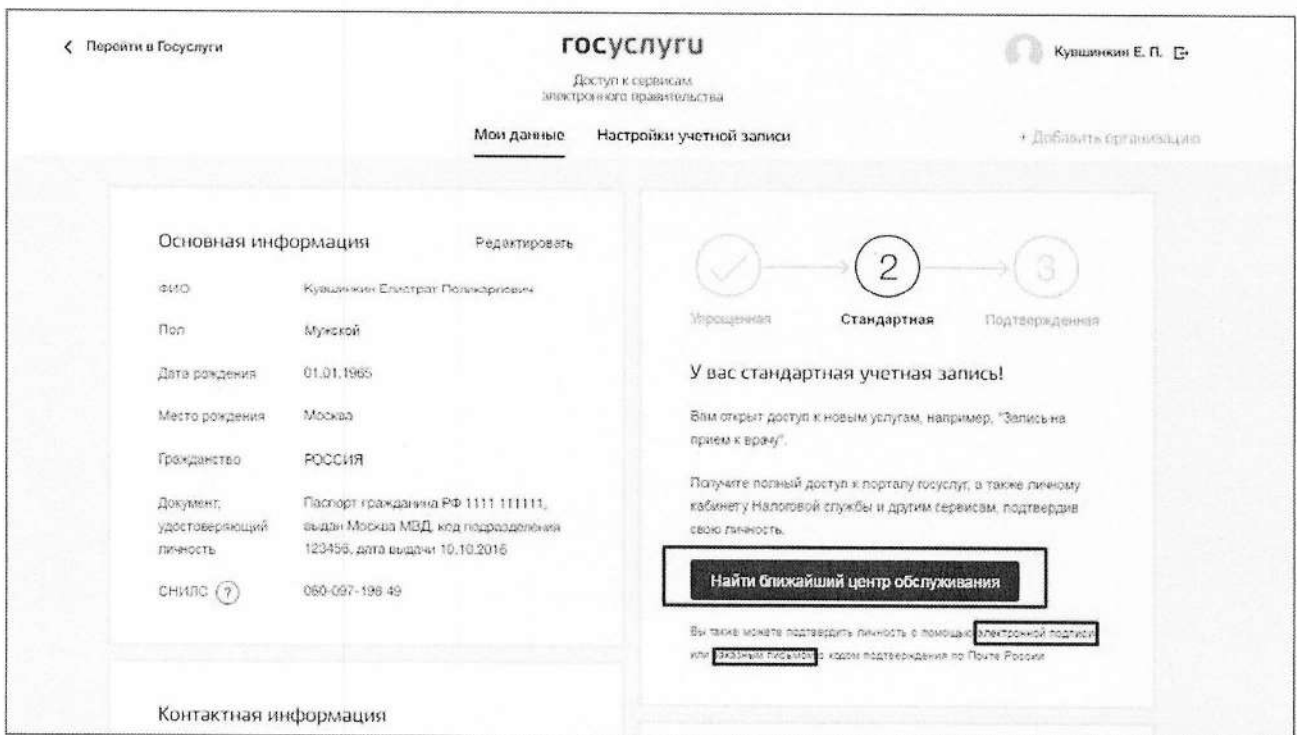 Перейти в Госуслуги
госуслуги
Кувшинкин Е. П.
Доступ к сервисам
электронного правительства
Мои данные
Настройки учетной записи
+ Добавить организацию
Основная информация
Редактировать
ФИО
Кувшинкин Елистрат Поликарпович
Пол
Мужской
Дата рождения
01.01.1965
Место рождения
Москва
Гражданство
РОССИЯ
Документ,
удостоверяющий
личность
Паспорт гражданина РФ 1111 111111,
выдан Москва МВД, код подразделения
123456, дата выдачи 10.10.2016
СНИЛС ?
060-097-196 49
Контактная информация
2
3
Упрощенная
Стандартная
Подтвержденная
У вас стандартная учетная запись!
Вам открыт доступ к новым услугам, например, "Запись на
прием к врачу".
Получите полный доступ к порталу госуслуг, а также личному
кабинету Налоговой службы и другим сервисам, подтвердив
свою личность.
Найти ближайший центр обслуживания
Вы также можете подтвердить личность с помощью электронной подписи
или заказным письмом с кодом подтверждения по Почте России